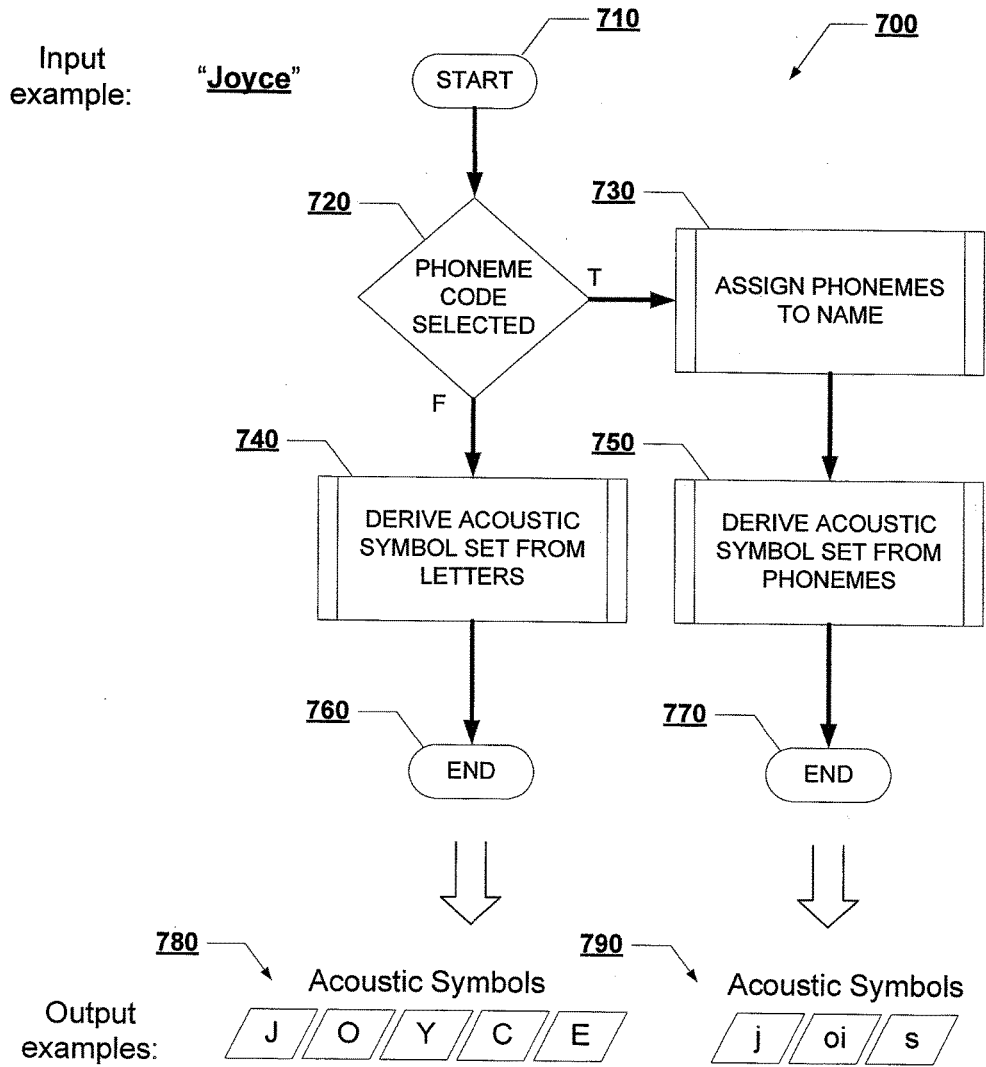 710
700
Input
example:
“Joyce”
START
720
730
PHONEME
CODE
SELECTED
T
ASSIGN PHONEMES
TO NAME
F
740
750
DERIVE ACOUSTIC
SYMBOL SET FROM
LETTERS
DERIVE ACOUSTIC
SYMBOL SET FROM
PHONEMES
760
770
END
END
780
790
Acoustic Symbols
Acoustic Symbols
Output
examples:
J O Y C E
j oi s